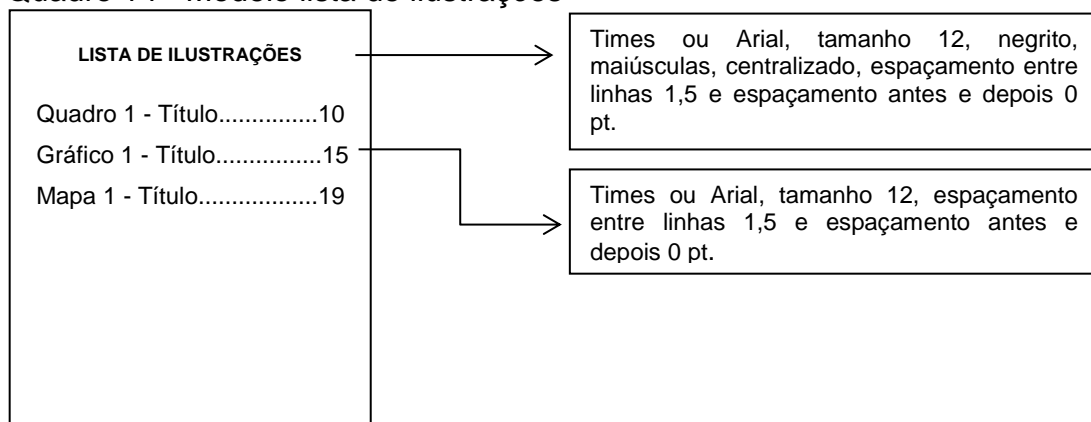 LISTA DE ILUSTRAÇÕES
Quadro 1 - Título...............10
Gráfico 1 - Título................15
Mapa 1 - Título..................19
Times ou Arial, tamanho 12, negrito,
maiúsculas, centralizado, espaçamento entre
linhas 1,5 e espaçamento antes e depois 0
pt.
Times ou Arial, tamanho 12, espaçamento
entre linhas 1,5 e espaçamento antes e
depois 0 pt.